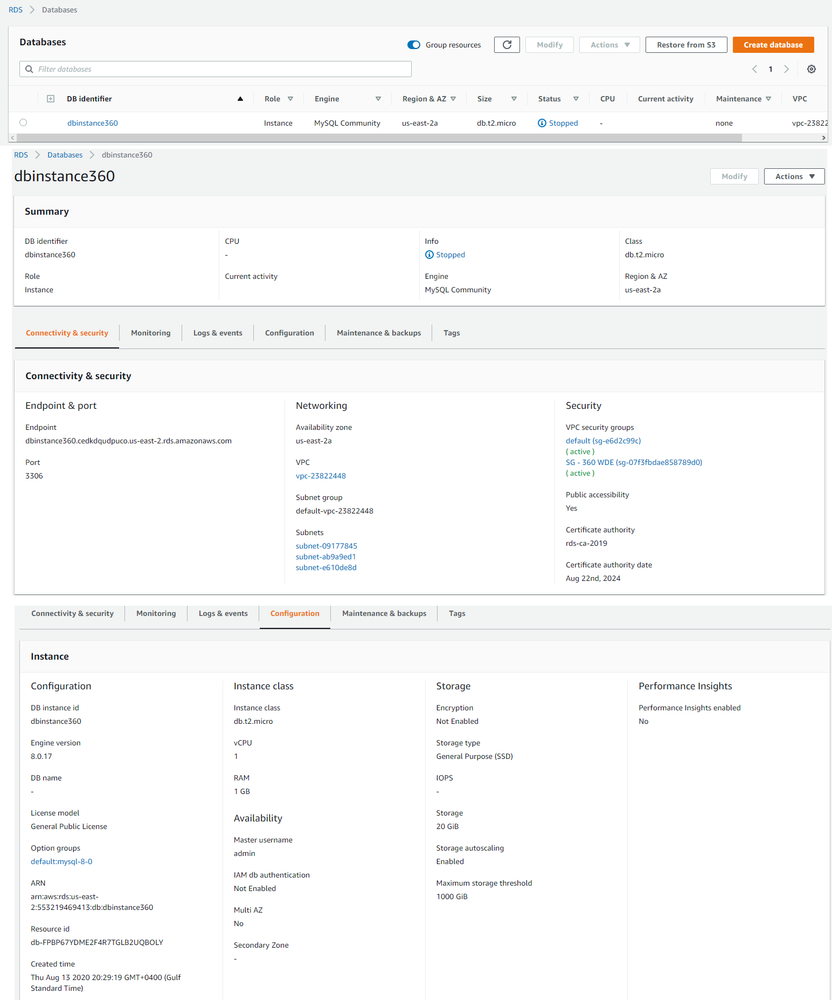 RDS > Databases
Databases
Group resources
Modify
Actions
Restore from S3
Create database
Filter databases
1
DB identifier Role Engine Region & AZ Size Status CPU Current activity Maintenance VPC
dbinstance360 Instance MySQL Community us-east-2a db.t2.micro Stopped - none vpc-23822
RDS > Databases > dbinstance360
dbinstance360
Modify
Actions
Summary
DB identifier
dbinstance360
Role
Instance
CPU
-
Current activity
Info
Stopped
Engine
MySQL Community
Class
db.t2.micro
Region & AZ
us-east-2a
Connectivity & security Monitoring Logs & events Configuration Maintenance & backups Tags
Connectivity & security
Endpoint & port
Endpoint
dbinstance360.cedkdqudpuco.us-east-2.rds.amazonaws.com
Port
3306
Networking
Availability zone
us-east-2a
VPC
vpc-23822448
Subnet group
default-vpc-23822448
Subnets
subnet-09177845
subnet-ab9a9ed1
subnet-e610de8d
Security
VPC security groups
default (sg-e6d2c99c)
( active )
SG - 360 WDE (sg-07f3fbdae858789d0)
( active )
Public accessibility
Yes
Certificate authority
rds-ca-2019
Certificate authority date
Aug 22nd, 2024
Connectivity & security Monitoring Logs & events Configuration Maintenance & backups Tags
Instance
Configuration
DB instance id
dbinstance360
Engine version
8.0.17
DB name
-
License model
General Public License
Option groups
default:mysql-8-0
ARN
arn:aws:rds:us-east-
2:553219469413:db:dbinstance360
Resource id
db-FPBP67YDME2F4R7TGLB2UQBOLY
Created time
Thu Aug 13 2020 20:29:19 GMT+0400 (Gulf
Standard Time)
Instance class
Instance class
db.t2.micro
vCPU
1
RAM
1 GB
Availability
Master username
admin
IAM db authentication
Not Enabled
Multi AZ
No
Secondary Zone
-
Storage
Encryption
Not Enabled
Storage type
General Purpose (SSD)
IOPS
-
Storage
20 GiB
Storage autoscaling
Enabled
Maximum storage threshold
1000 GiB
Performance Insights
Performance Insights enabled
No